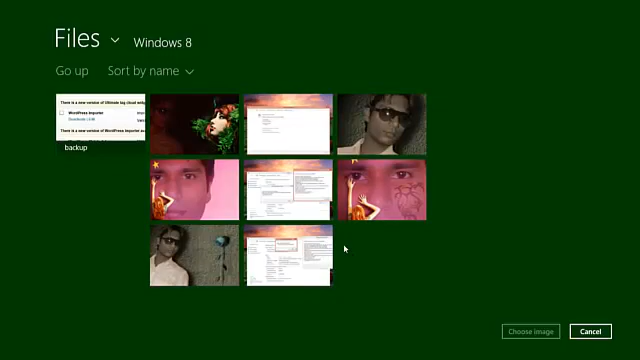 Files
Windows 8
Go up
Sort by name
There is a new version of Ultimate tag cloud widg
WordPress Importer
There is a new version of WordPress Importer av
backup
Choose image
Cancel